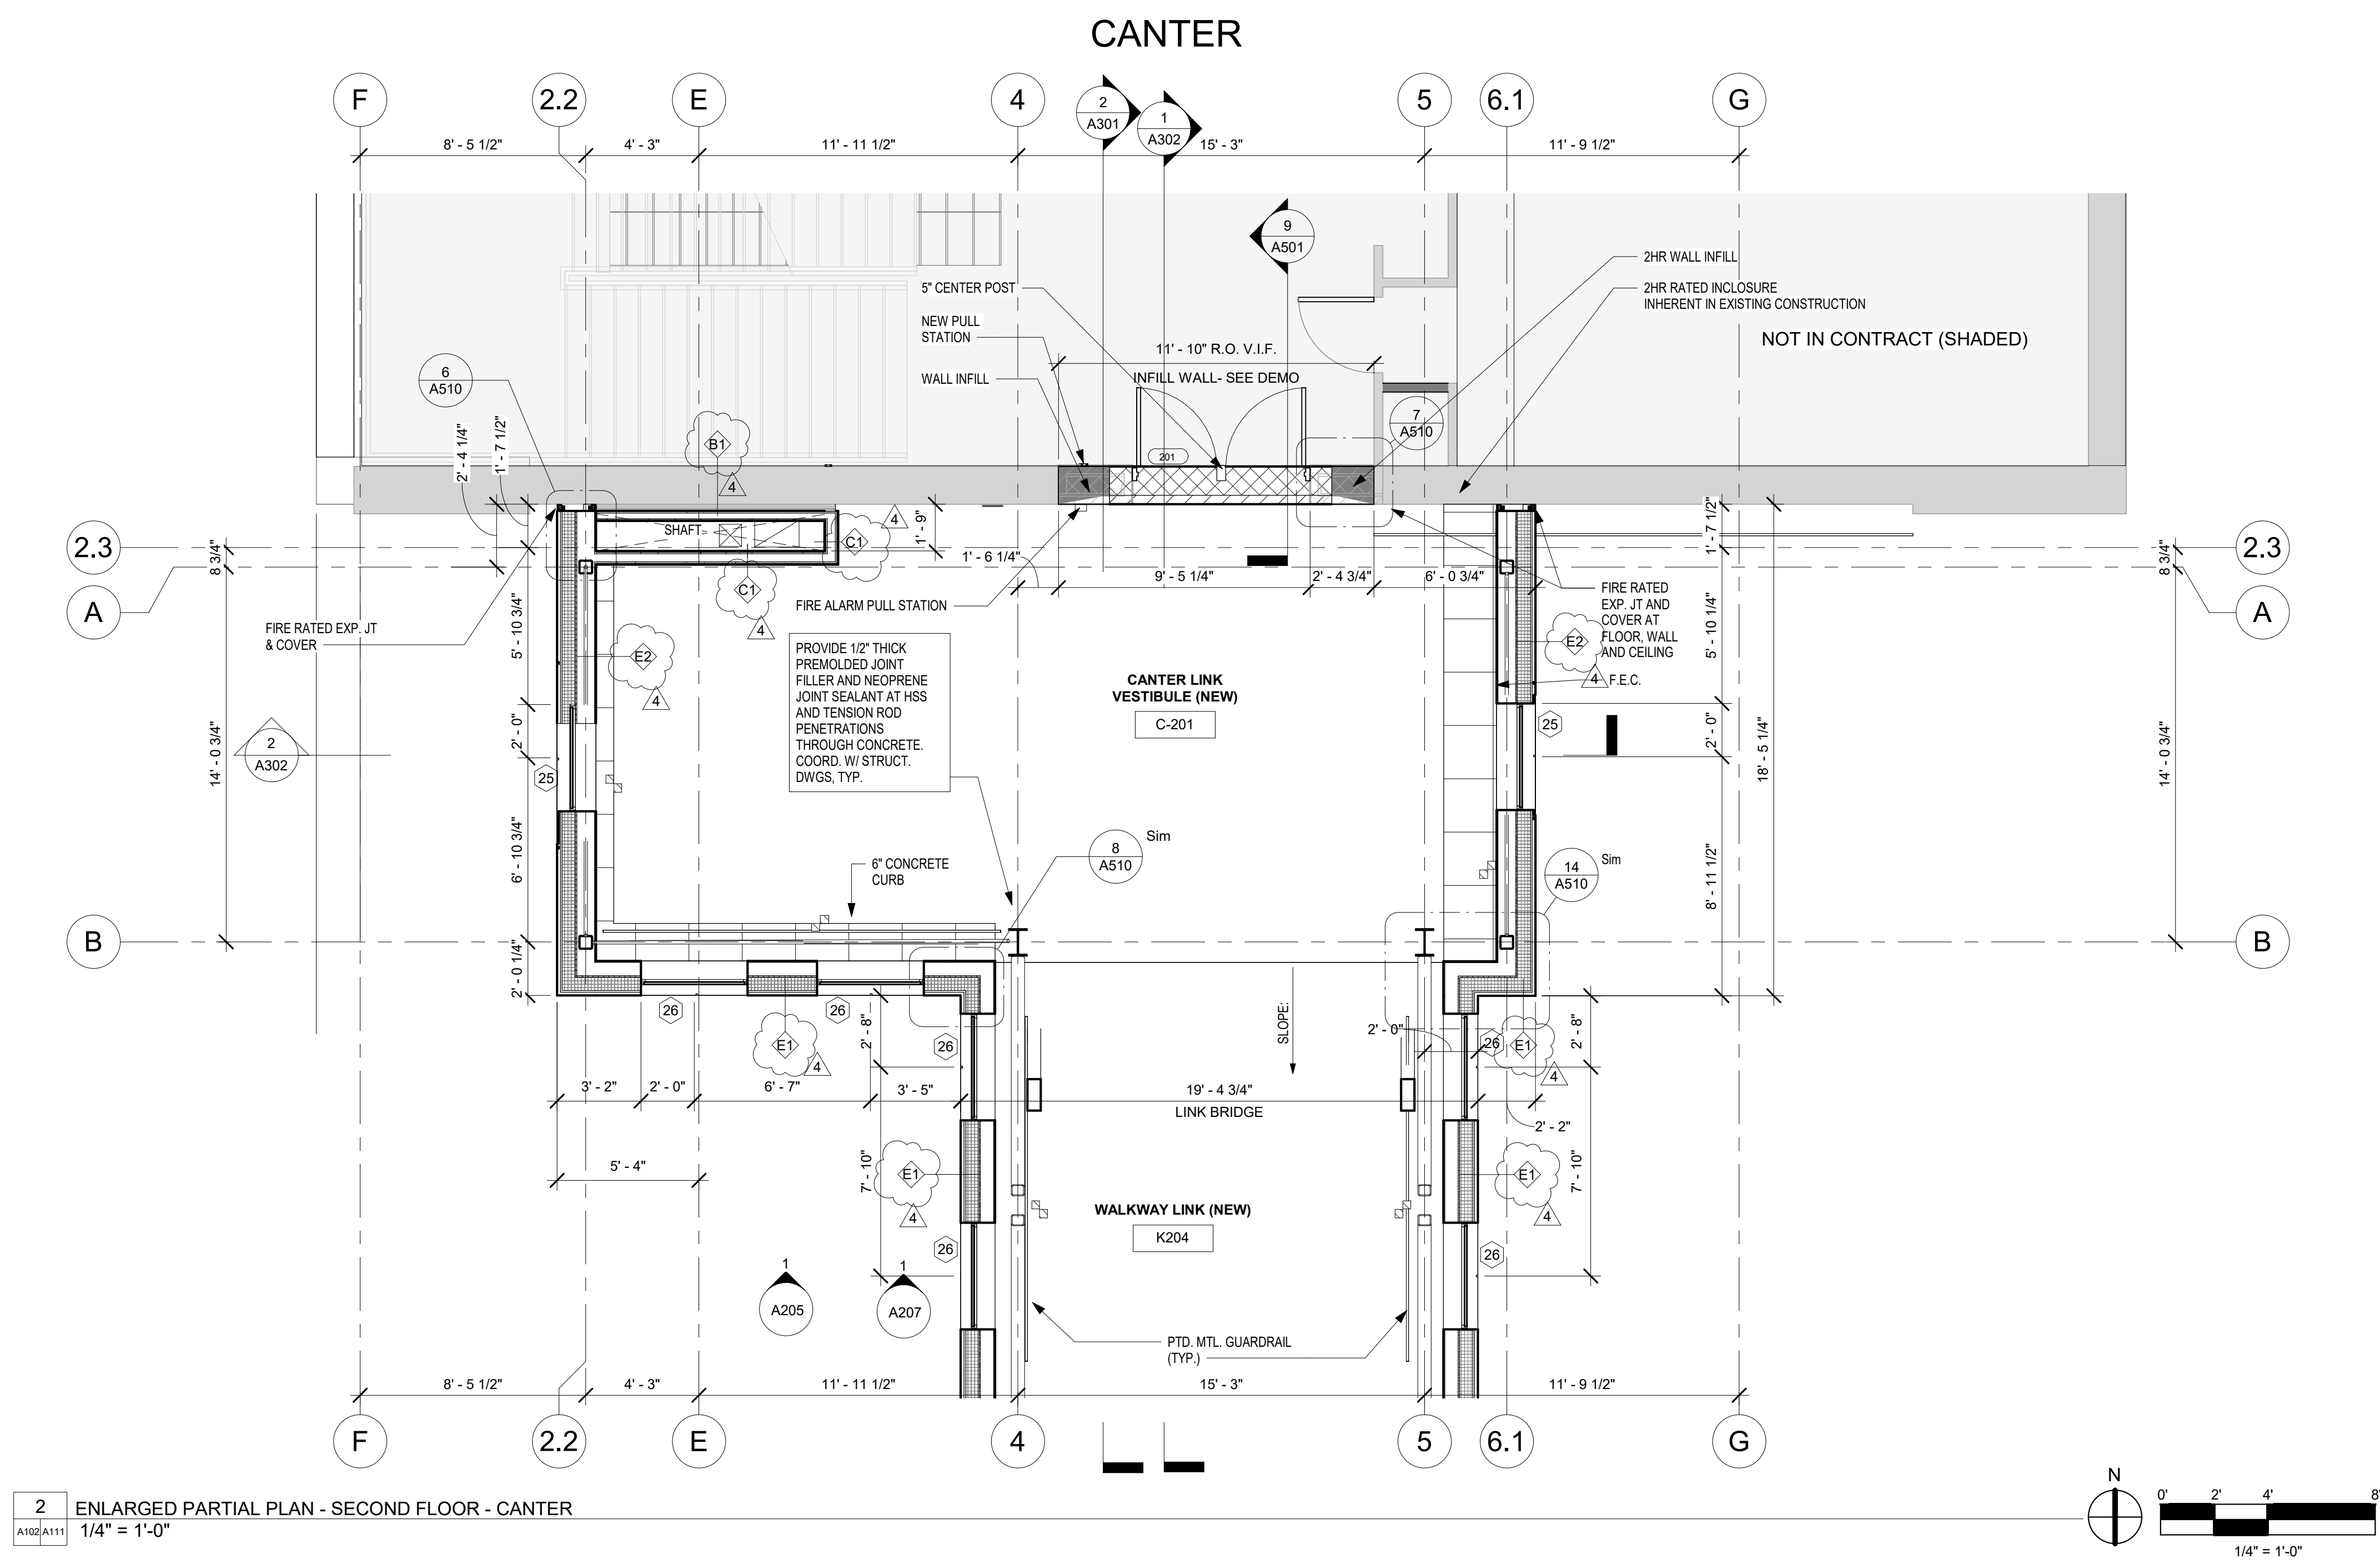 CANTER
F
2.2
E
4
2
A301
1
A302
5
6.1
G
8' - 5 1/2"
4' - 3"
11' - 11 1/2"
15' - 3"
11' - 9 1/2"
9
A501
2HR WALL INFILL
5" CENTER POST
2HR RATED INCLOSURE
INHERENT IN EXISTING CONSTRUCTION
NEW PULL
STATION
NOT IN CONTRACT (SHADED)
11' - 10" R.O. V.I.F.
WALL INFILL
INFILL WALL- SEE DEMO
6
A510
7
A510
2' - 4 1/4"
1' - 7 1/2"
B1
4
201
SHAFT
C1
4
1' - 9"
1' - 7 1/2"
2.3
8 3/4"
1' - 6 1/4"
8 3/4"
2.3
C1
4
9' - 5 1/4"
2' - 4 3/4"
6' - 0 3/4"
A
FIRE ALARM PULL STATION
FIRE RATED
EXP. JT AND
COVER AT
FLOOR, WALL
AND CEILING
A
FIRE RATED EXP. JT
& COVER
5' - 10 3/4"
E2
4
PROVIDE 1/2" THICK
PREMOLDED JOINT
FILLER AND NEOPRENE
JOINT SEALANT AT HSS
AND TENSION ROD
PENETRATIONS
THROUGH CONCRETE.
COORD. W/ STRUCT.
DWGS, TYP.
CANTER LINK
VESTIBULE (NEW)
C-201
E2
4
F.E.C.
5' - 10 1/4"
2
A302
14' - 0 3/4"
2' - 0"
25
25
2' - 0"
18' - 5 1/4"
14' - 0 3/4"
6' - 10 3/4"
6" CONCRETE
CURB
8
A510
Sim
14
A510
Sim
8' - 11 1/2"
B
B
2' - 0 1/4"
26
26
E1
4
2' - 8"
26
SLOPE:
2' - 0"
26
E1
4
2' - 8"
3' - 2"
2' - 0"
6' - 7"
3' - 5"
19' - 4 3/4"
LINK BRIDGE
2' - 2"
5' - 4"
7' - 10"
E1
4
E1
4
7' - 10"
WALKWAY LINK (NEW)
K204
26
26
1
A205
1
A207
PTD. MTL. GUARDRAIL
(TYP.)
8' - 5 1/2"
4' - 3"
11' - 11 1/2"
15' - 3"
11' - 9 1/2"
F
2.2
E
4
5
6.1
G
2
A102 A111
ENLARGED PARTIAL PLAN - SECOND FLOOR - CANTER
1/4" = 1'-0"
N
0' 2' 4' 8'
1/4" = 1'-0"